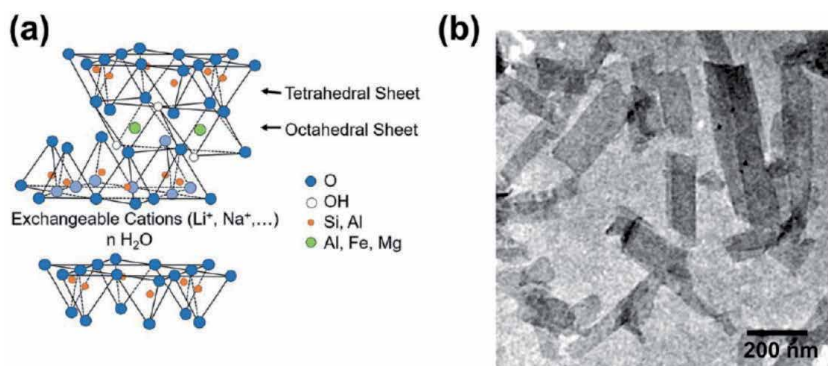 (a)
Tetrahedral Sheet
Octahedral Sheet
O
OH
Si, Al
Al, Fe, Mg
Exchangeable Cations (Li⁺, Na⁺,...)
n H₂O
(b)
200 nm